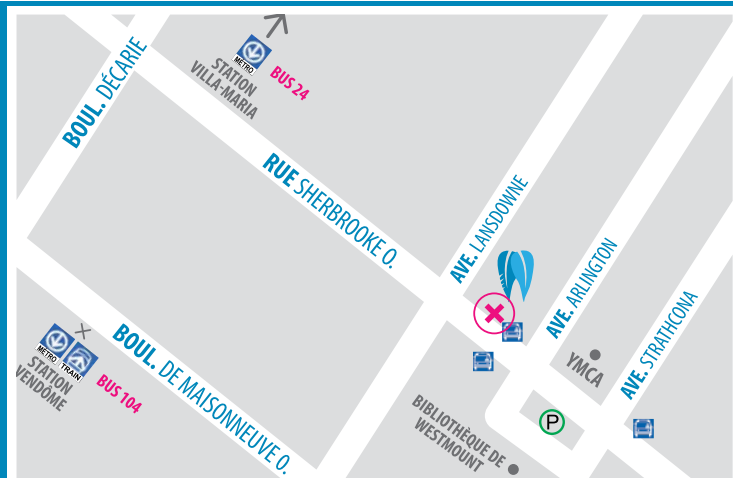 BOUL. DÉCARIE
METRO
STATION
VILLA-MARIA
BUS 24
RUE SHERBROOKE O.
AVE. LANSDOWNE
AVE. ARLINGTON
AVE. STRATHCONA
YMCA
P
BIBLIOTHÈQUE DE
WESTMOUNT
METRO
TRAIN
STATION
VENDÔME
BUS 104
BOUL. DE MAISONNEUVE O.